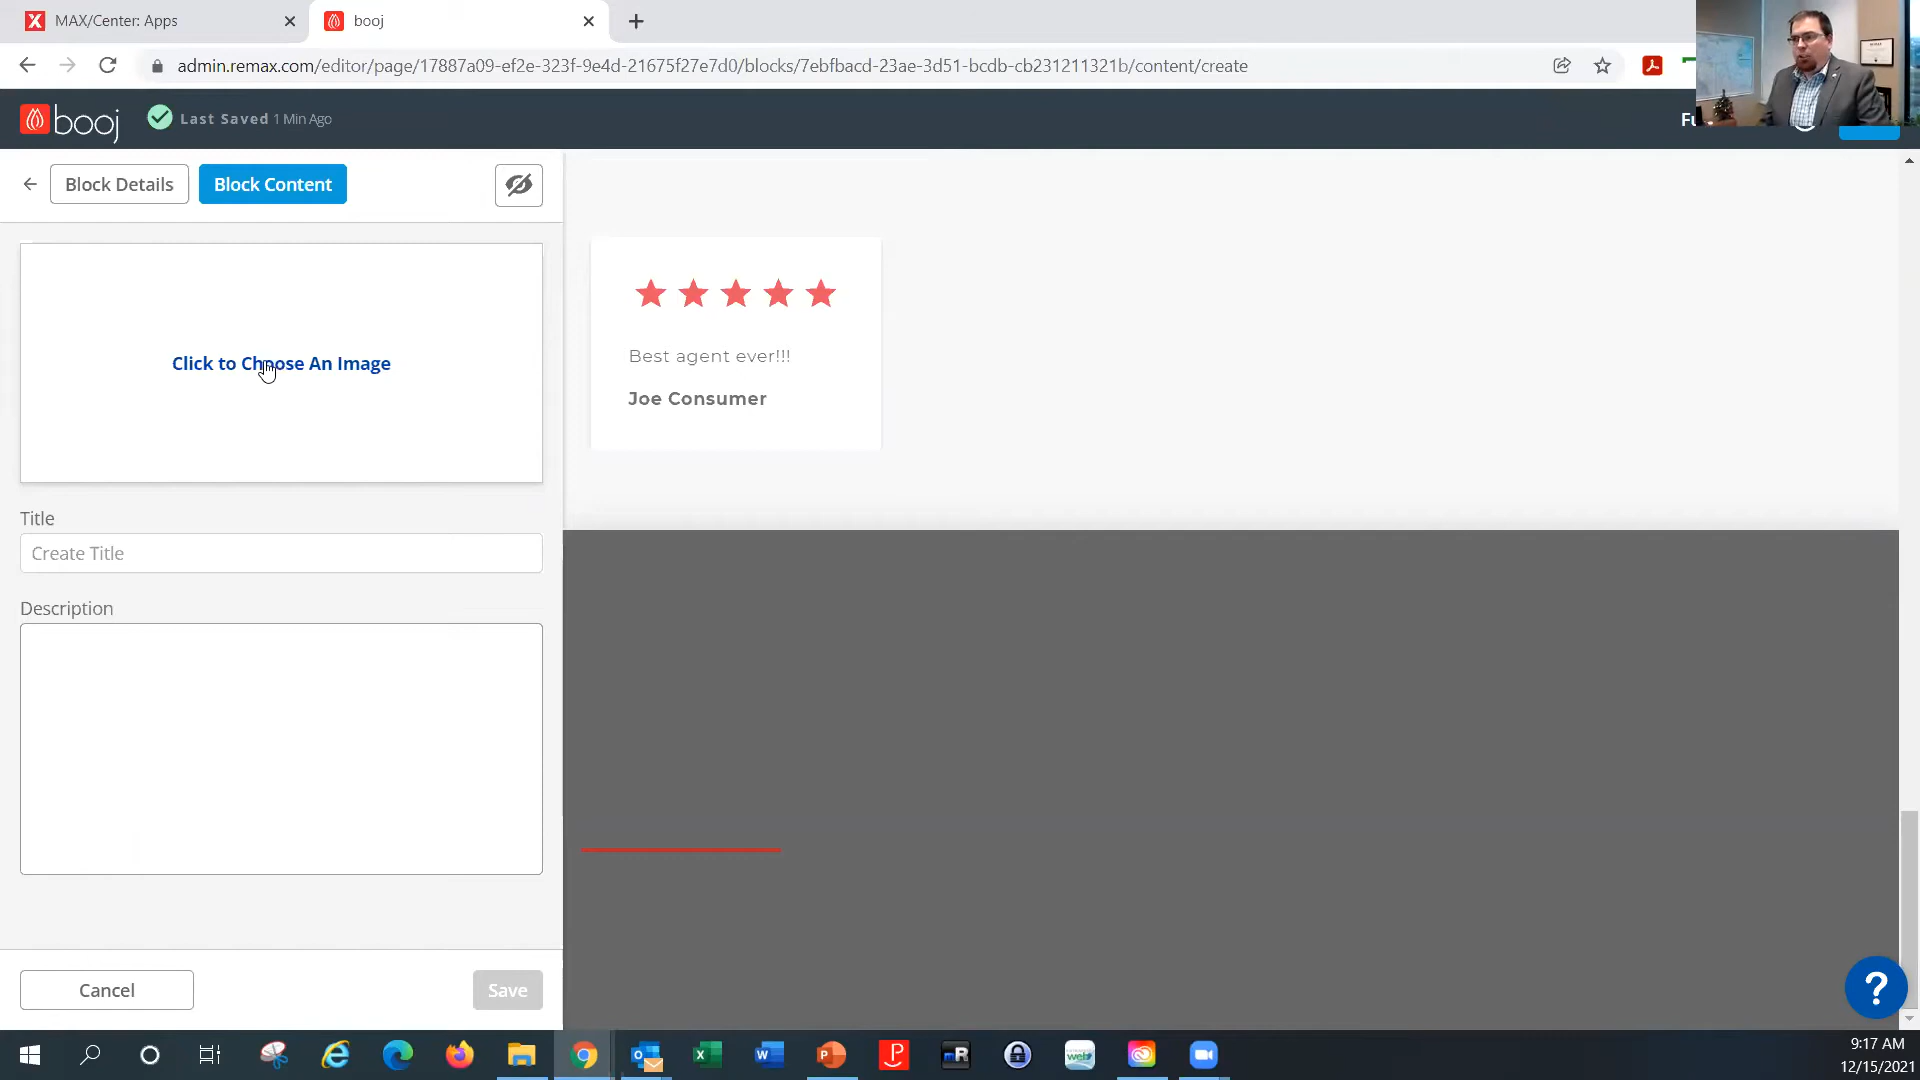 MAX/Center: Apps
booj
admin.remax.com/editor/page/17887a09-ef2e-323f-9e4d-21675f27e7d0/blocks/7ebfbacd-23ae-3d51-bcdb-cb231211321b/content/create
booj
Last Saved 1 Min Ago
Block Details
Block Content
Click to Choose An Image
Title
Create Title
Description
Cancel
Save
Best agent ever!!!
Joe Consumer
?
9:17 AM
12/15/2021